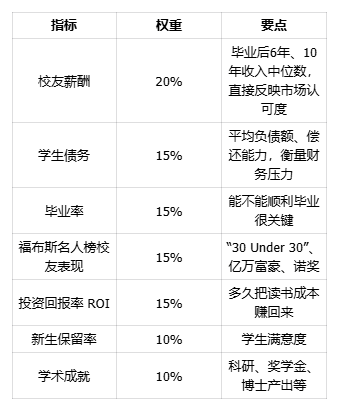 指标 权重 要点
校友薪酬 20% 毕业后6年、10
年收入中位数，
直接反映市场认
可度
学生债务 15% 平均负债额、偿
还能力，衡量财
务压力
毕业率 15% 能不能顺利毕业
很关键
福布斯名人榜校
友表现 15% “30 Under 30”、
亿万富豪、诺奖
投资回报率 ROI 15% 多久把读书成本
赚回来
新生保留率 10% 学生满意度
学术成就 10% 科研、奖学金、
博士产出等